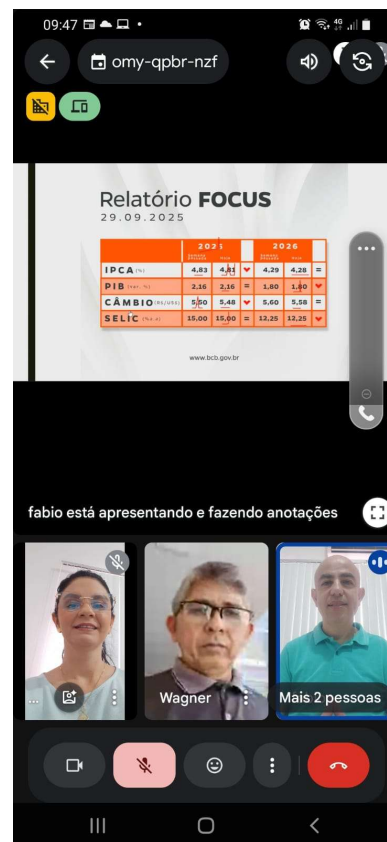 09:47
4G
omy-qpbr-nzf
Relatório FOCUS
29.09.2025
2025 2026
IPCA (%) 4,83 4,81 4,29 4,28 =
PIB 2,16 2,16 = 1,80 1,80
CÂMBIO (R$/US$) 5,50 5,48 5,60 5,58 =
SELIC 15,00 15,00 = 12,25 12,25
www.bcb.gov.br
fabio está apresentando e fazendo anotações
... Wagner Mais 2 pessoas